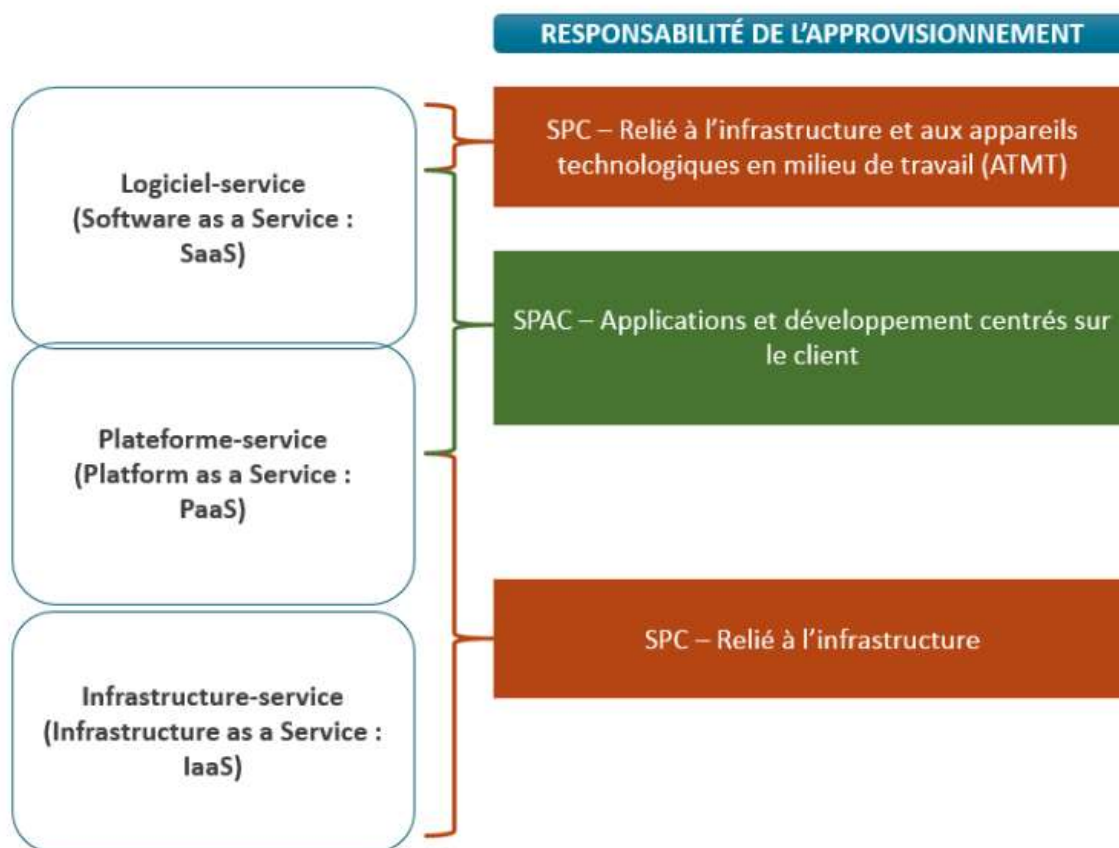 RESPONSABILITÉ DE L'APPROVISIONNEMENT
Logiciel-service
(Software as a Service :
SaaS)
SPC – Relié à l'infrastructure et aux appareils
technologiques en milieu de travail (ATMT)
SPAC – Applications et développement centrés sur
le client
Plateforme-service
(Platform as a Service :
PaaS)
SPC – Relié à l'infrastructure
Infrastructure-service
(Infrastructure as a Service :
IaaS)